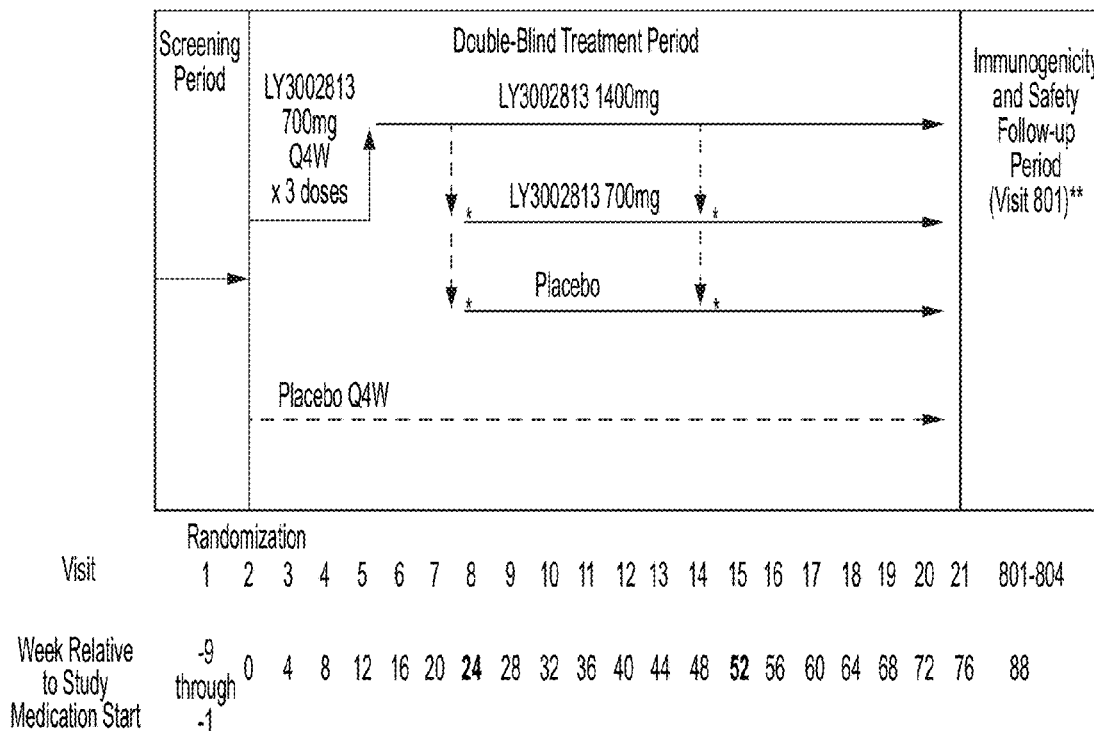 Screening
Period
Double-Blind Treatment Period
Immunogenicity
and Safety
Follow-up
Period
(Visit 801)**
LY3002813
700mg
Q4W
x 3 doses
LY3002813 1400mg
LY3002813 700mg
* *
Placebo
* *
Placebo Q4W
Randomization
Visit 1 2 3 4 5 6 7 8 9 10 11 12 13 14 15 16 17 18 19 20 21 801-804
Week Relative
to Study
Medication Start
-9
through
-1
0 4 8 12 16 20 24 28 32 36 40 44 48 52 56 60 64 68 72 76 88